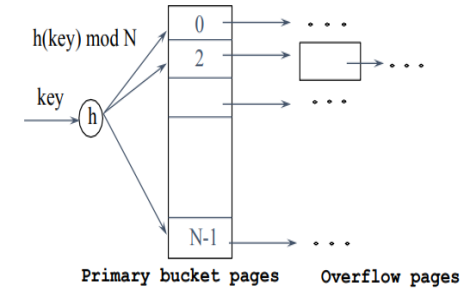 h(key) mod N
key
h
0
2
N-1
Primary bucket pages
Overflow pages